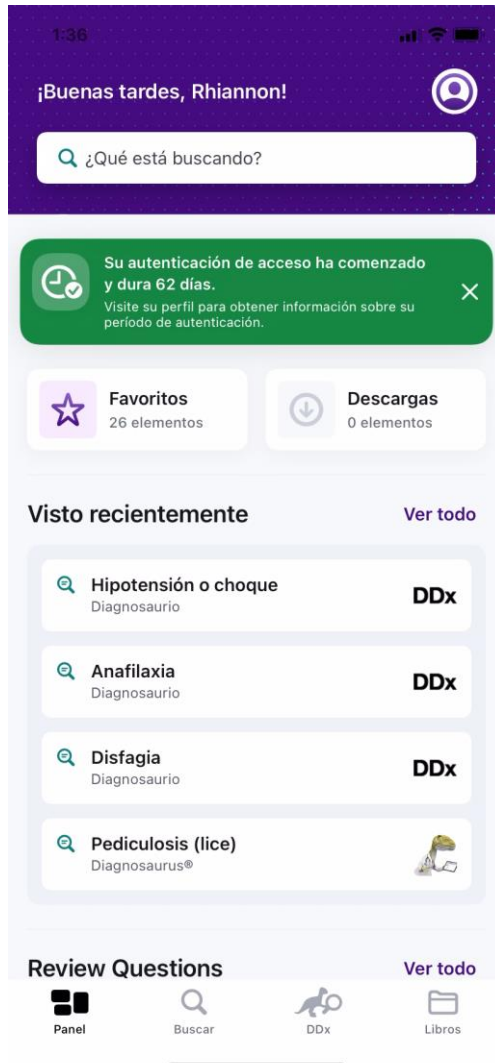 1:36
¡Buenas tardes, Rhiannon!
¿Qué está buscando?
Su autenticación de acceso ha comenzado
y dura 62 días.
Visite su perfil para obtener información sobre su
período de autenticación.
Favoritos
26 elementos
Descargas
0 elementos
Visto recientemente
Ver todo
Hipotensión o choque
Diagnosaurio
DDx
Anafilaxia
Diagnosaurio
DDx
Disfagia
Diagnosaurio
DDx
Pediculosis (lice)
Diagnosaurus®
Review Questions
Ver todo
Panel
Buscar
DDx
Libros